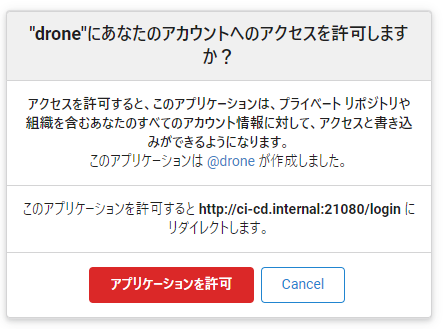 "drone"にあなたのアカウントへのアクセスを許可します
か？
アクセスを許可すると、このアプリケーションは、プライベート リポジトリや
組織を含むあなたのすべてのアカウント情報に対して、アクセスと書き込
みができるようになります。
このアプリケーションは @drone が作成しました。
このアプリケーションを許可すると http://ci-cd.internal:21080/login に
リダイレクトします。
アプリケーションを許可
Cancel